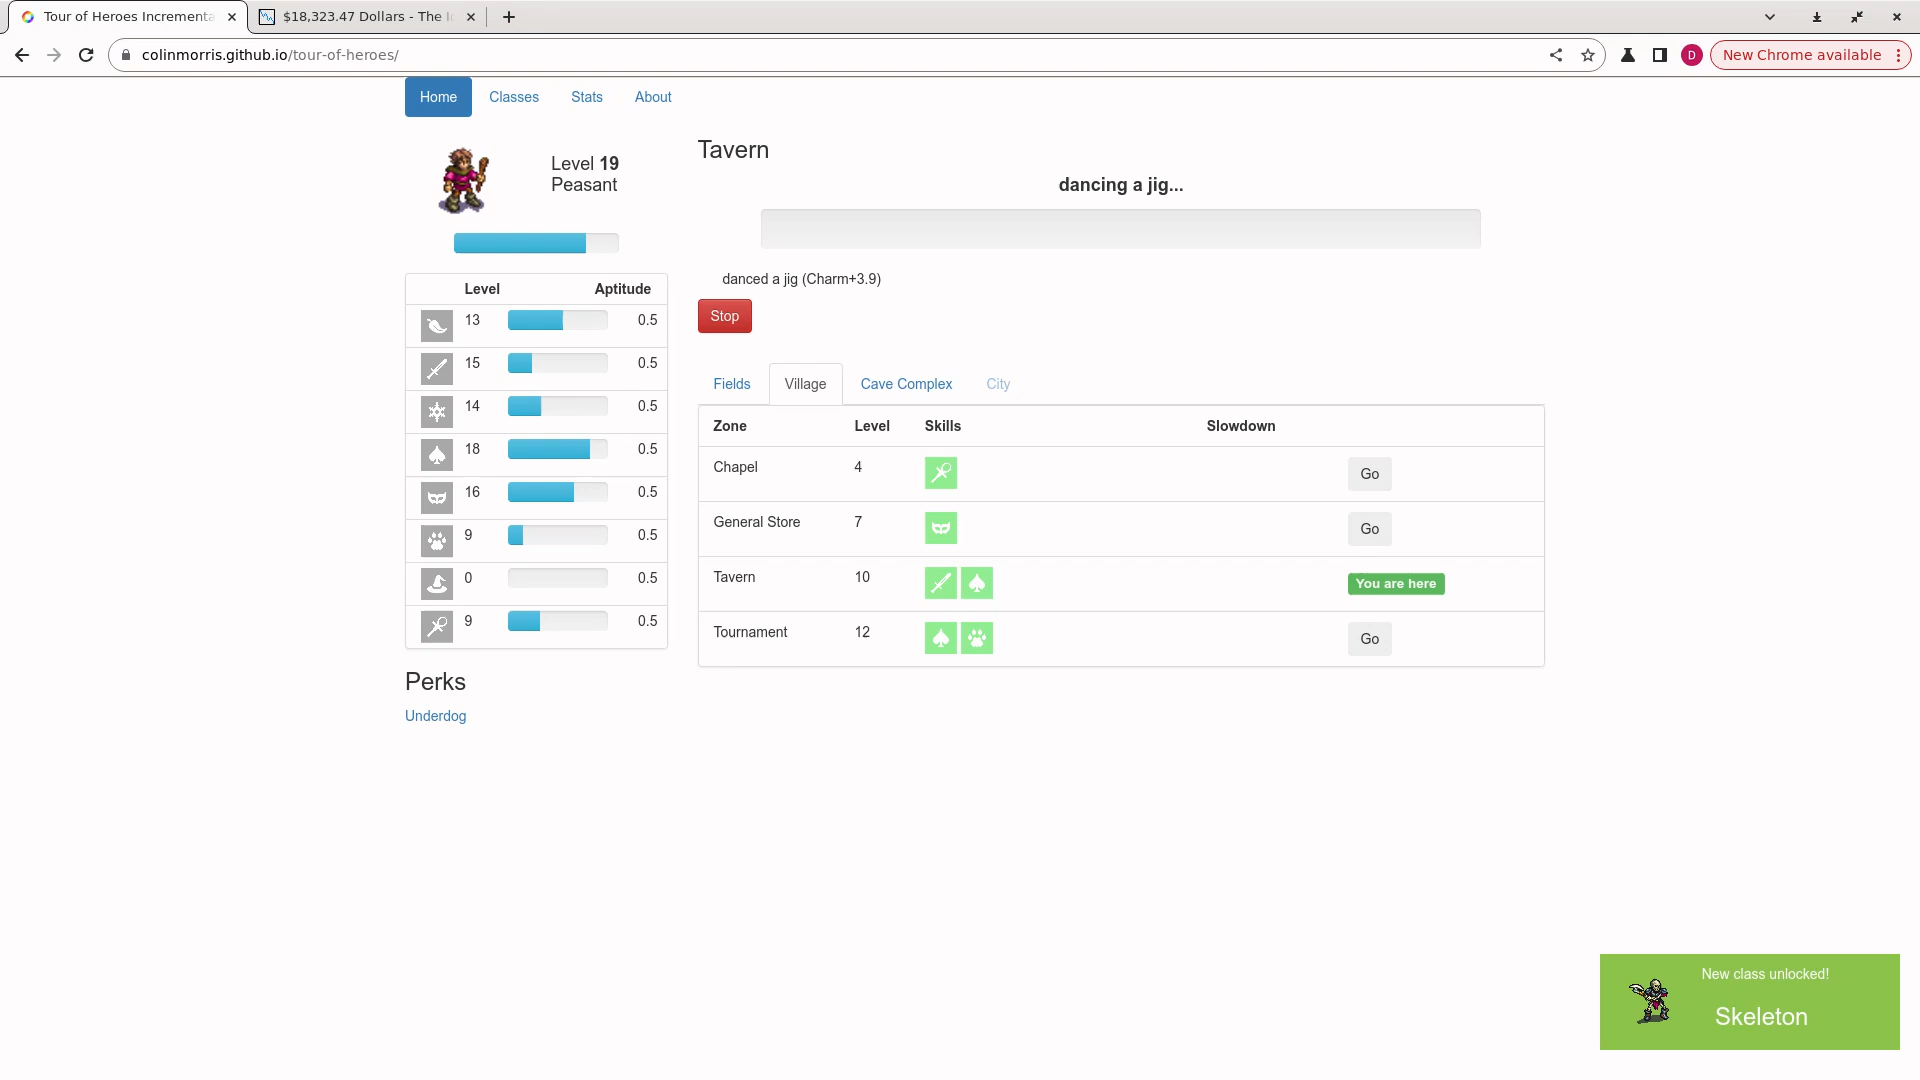 Tour of Heroes Incrementa
$18,323.47 Dollars - The I
colinmorris.github.io/tour-of-heroes/
D
New Chrome available
Home Classes Stats About
Level 19
Peasant
Tavern
dancing a jig...
danced a jig (Charm+3.9)
Stop
Level Aptitude
13 0.5
15 0.5
14 0.5
18 0.5
16 0.5
9 0.5
0 0.5
9 0.5
Perks
Underdog
Fields Village Cave Complex City
Zone Level Skills Slowdown
Chapel 4 Go
General Store 7 Go
Tavern 10 You are here
Tournament 12 Go
New class unlocked!
Skeleton